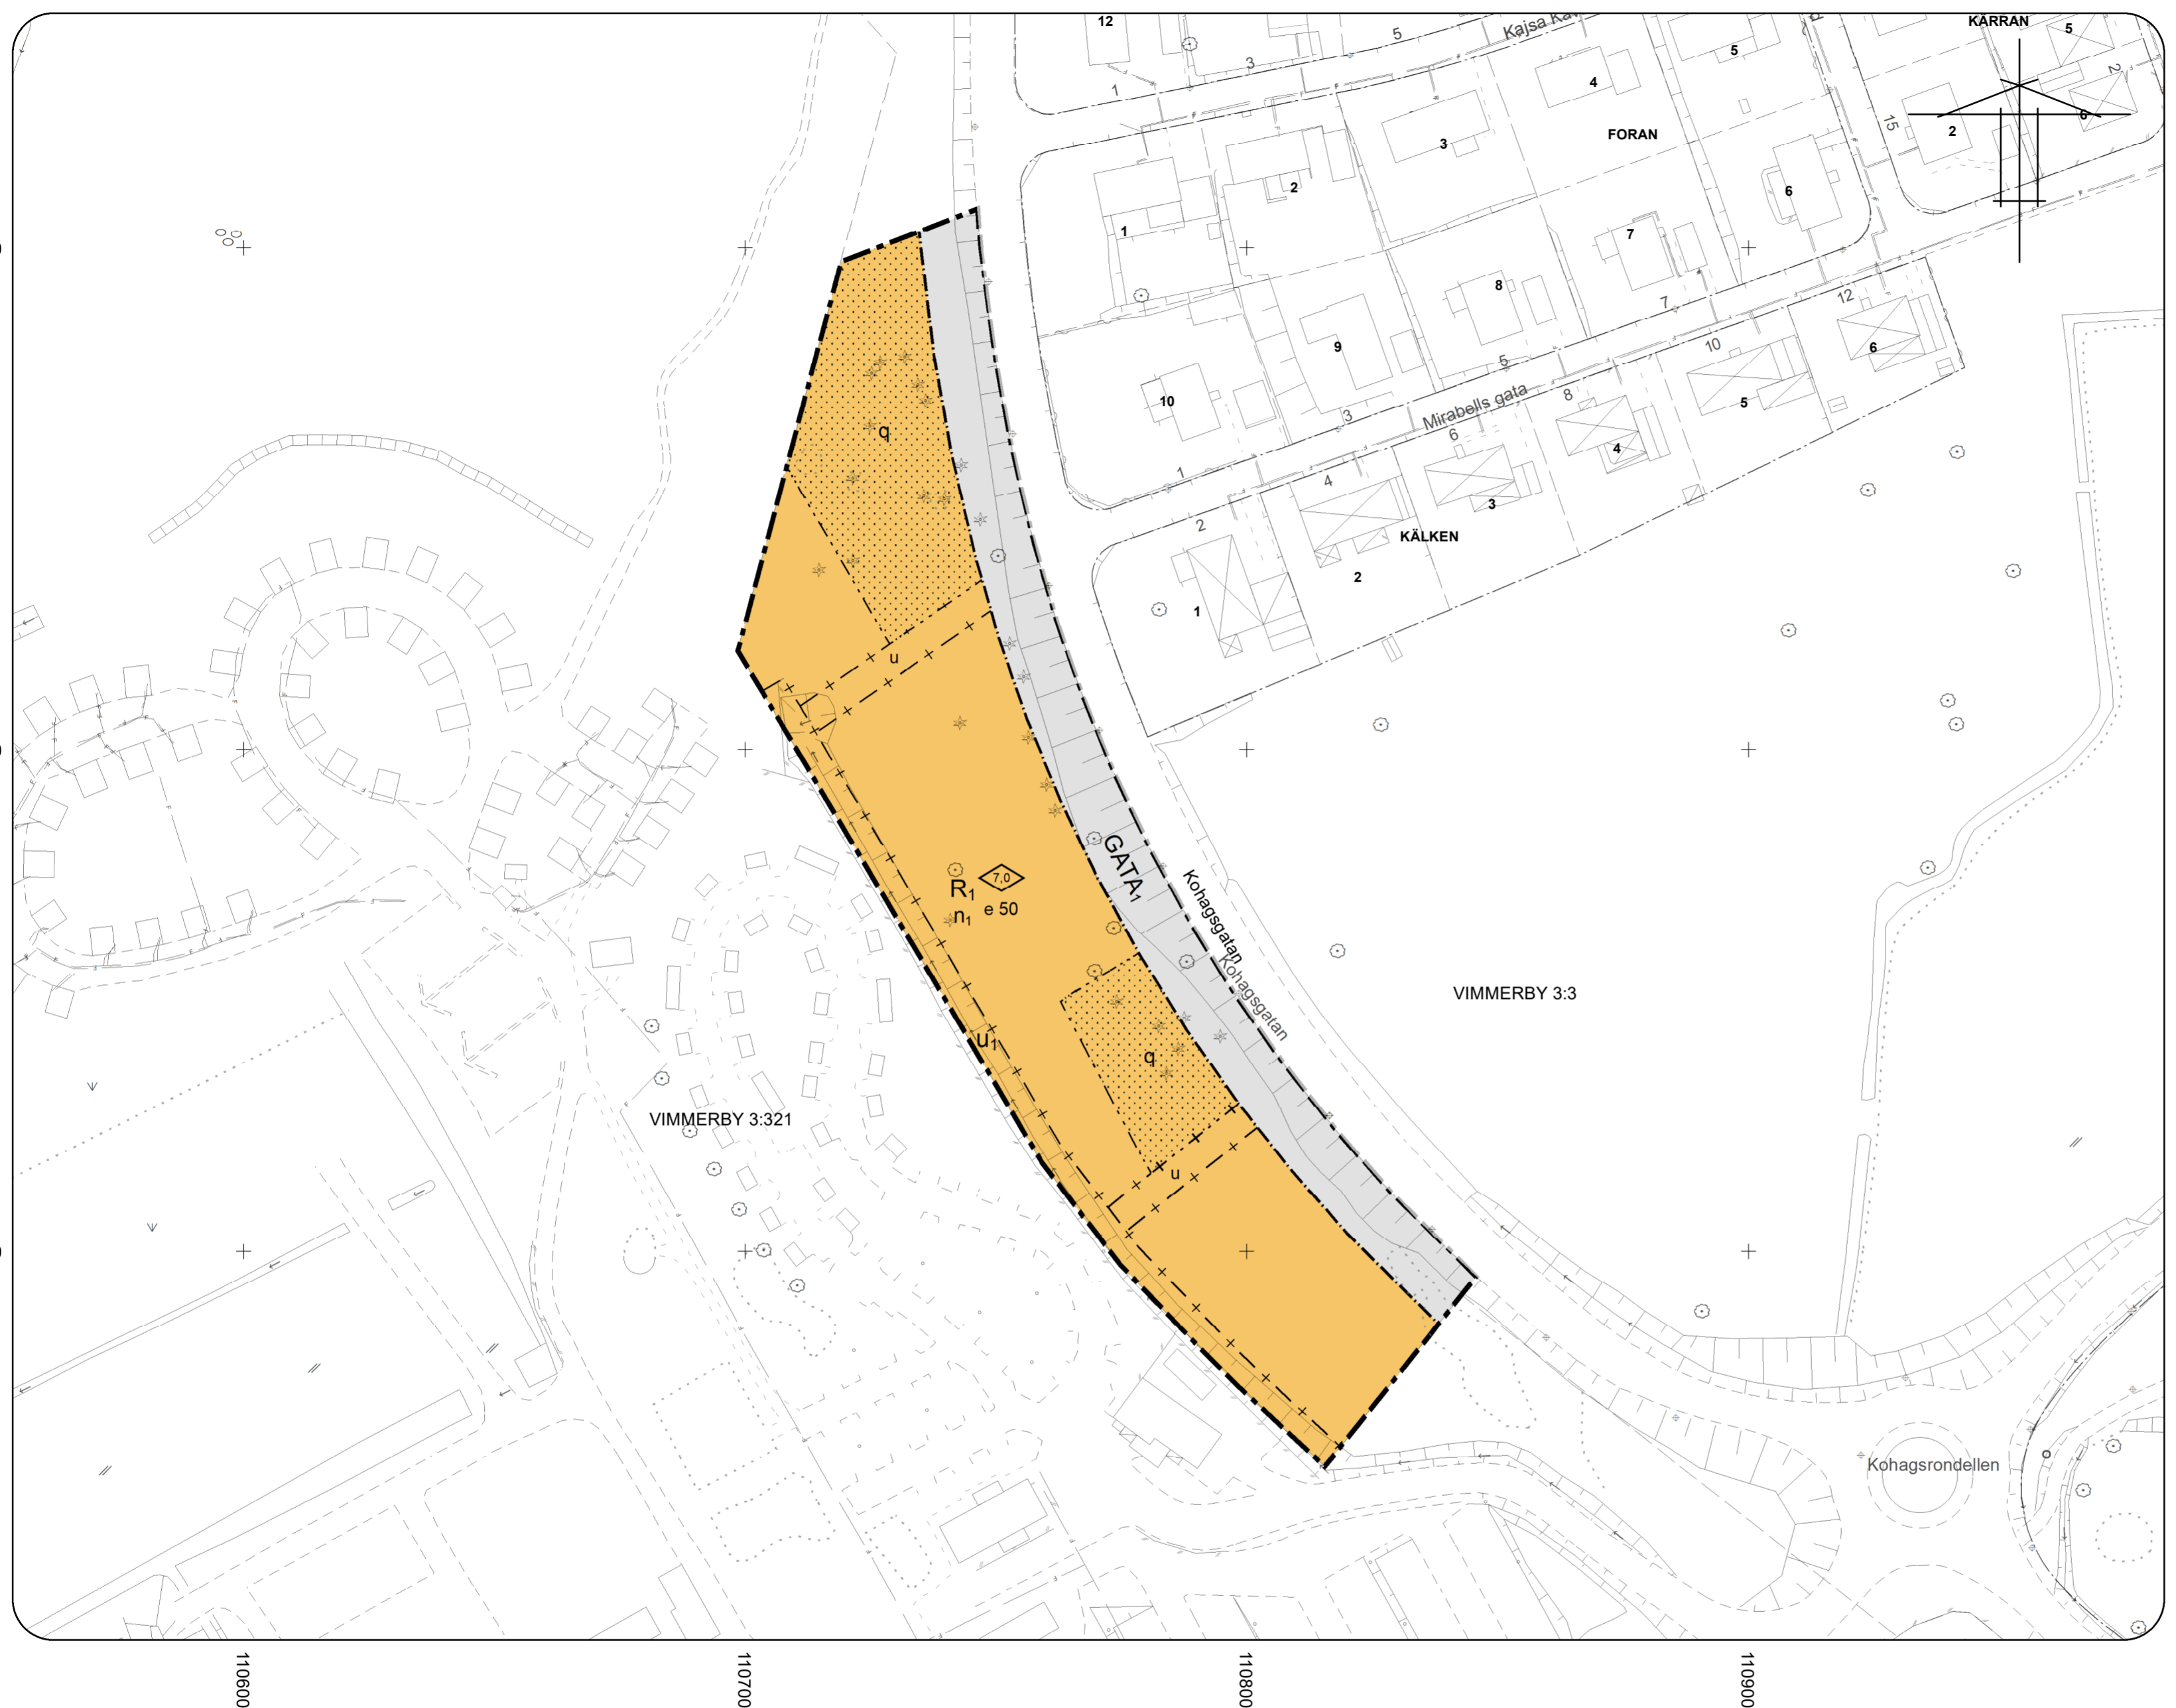 12
5
Kajsa Ka
KÄRRAN
5
3
5
2
4
1
6
15
2
3
FORAN
2
6
1
7
8
12
7
10
9
6
5
5
10
3
Mirabells gata
8
q
6
4
1
4
3
2
KÄLKEN
2
1
u
GATA1
7,0
R1
e 50
n1
Kohagsgatan
Kohagsgatan
VIMMERBY 3:3
u1
q
VIMMERBY 3:321
u
Kohagsrondellen
110600
110700
110800
110900